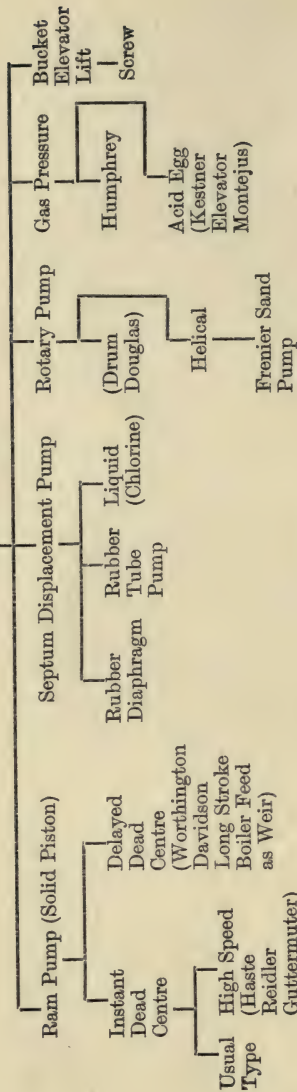 Ram Pump (Solid Piston)
Instant
Dead
Centre
Usual
Type
High Speed
(Haste
Reidler
Guttermuter)
Delayed
Dead
Centre
(Worthington
Davidson
Long Stroke
Boiler Feed
as Weir)
Septum Displacement Pump
Rubber
Diaphragm
Rubber
Tube
Pump
Liquid
(Chlorine)
Rotary Pump
(Drum
Douglas)
Helical
Frenier Sand
Pump
Gas Pressure
Humphrey
Acid Egg
(Kestner
Elevator
Montejus)
Bucket
Elevator
Lift
Screw